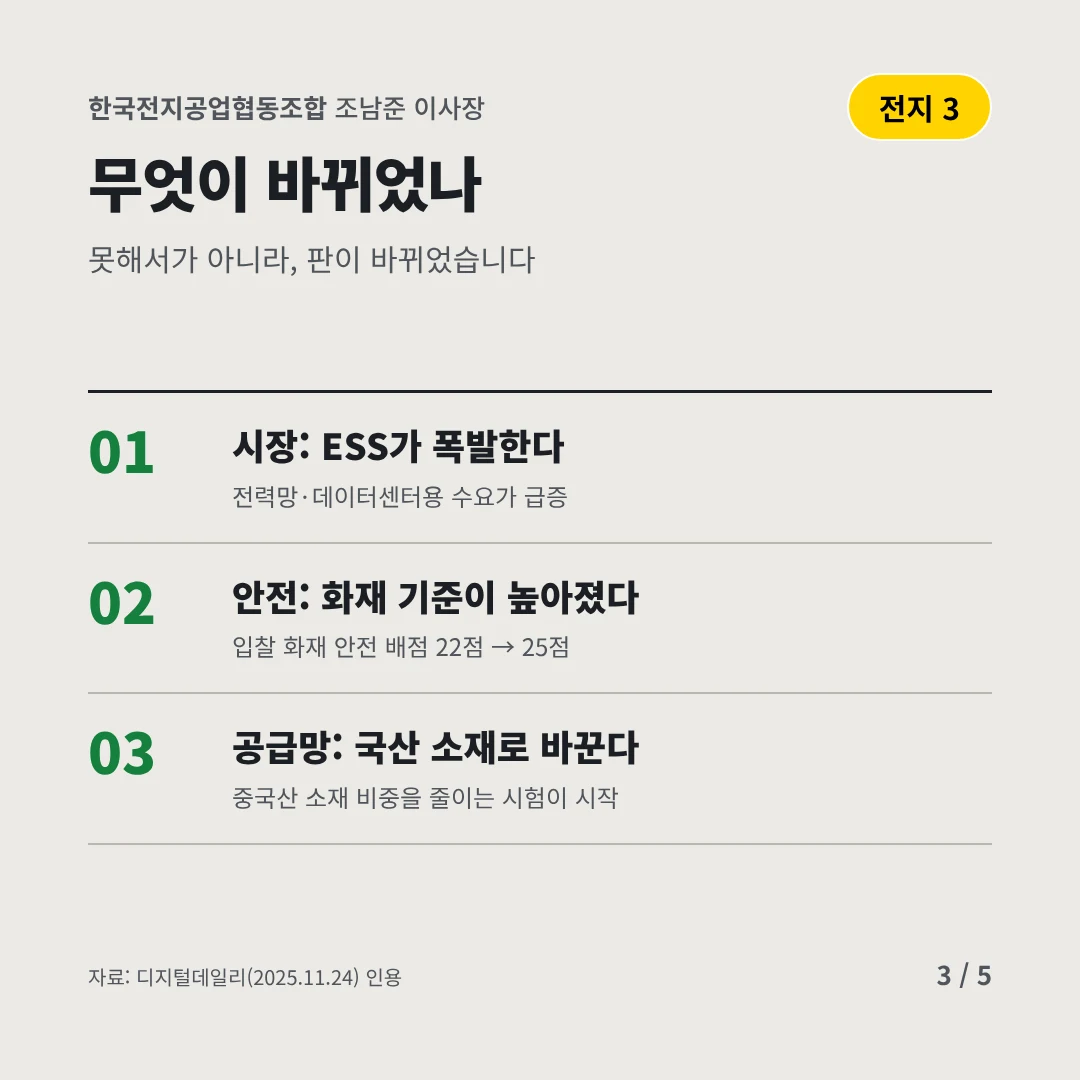 한국전지공업협동조합 조남준 이사장
전지 3
무엇이 바뀌었나
못해서가 아니라, 판이 바뀌었습니다
01
시장: ESS가 폭발한다
전력망·데이터센터용 수요가 급증
02
안전: 화재 기준이 높아졌다
입찰 화재 안전 배점 22점 → 25점
03
공급망: 국산 소재로 바꾼다
중국산 소재 비중을 줄이는 시험이 시작
자료: 디지털데일리(2025.11.24) 인용
3 / 5